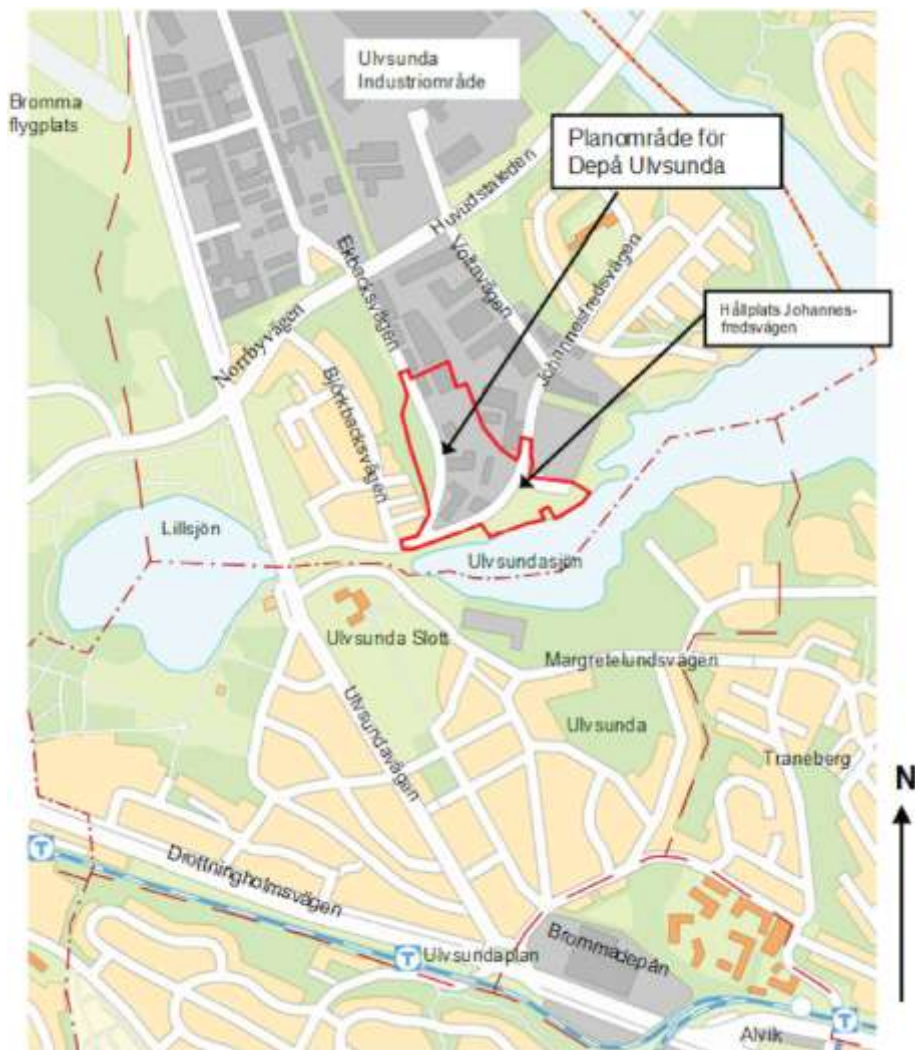 Ulvsunda
Industriområde
Bromma
flygplats
Planområde för
Depå Ulvsunda
Huvudstaleden
Ekbacksvägen
Voltavägen
Johannesfredsvägen
Hållplats Johannes-
fredsvägen
Norrbyvägen
Björkbacksvägen
Lillsjön
Ulvsundasjön
Ulvsunda Slott
Margretelundsvägen
Ulvsundavägen
Ulvsunda
Traneberg
N
T
Drottningholmsvägen
Ulvsundaplan
T
Brommadepån
Alvik
T